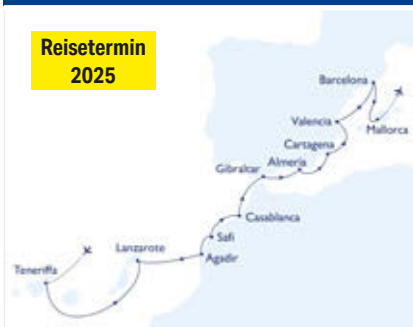 Reisetermin
2025
Barcelona
Valencia
Mallorca
Cartagena
Almeria
Gibraltar
Casablanca
Safi
Lanzarote
Agadir
Teneriffa